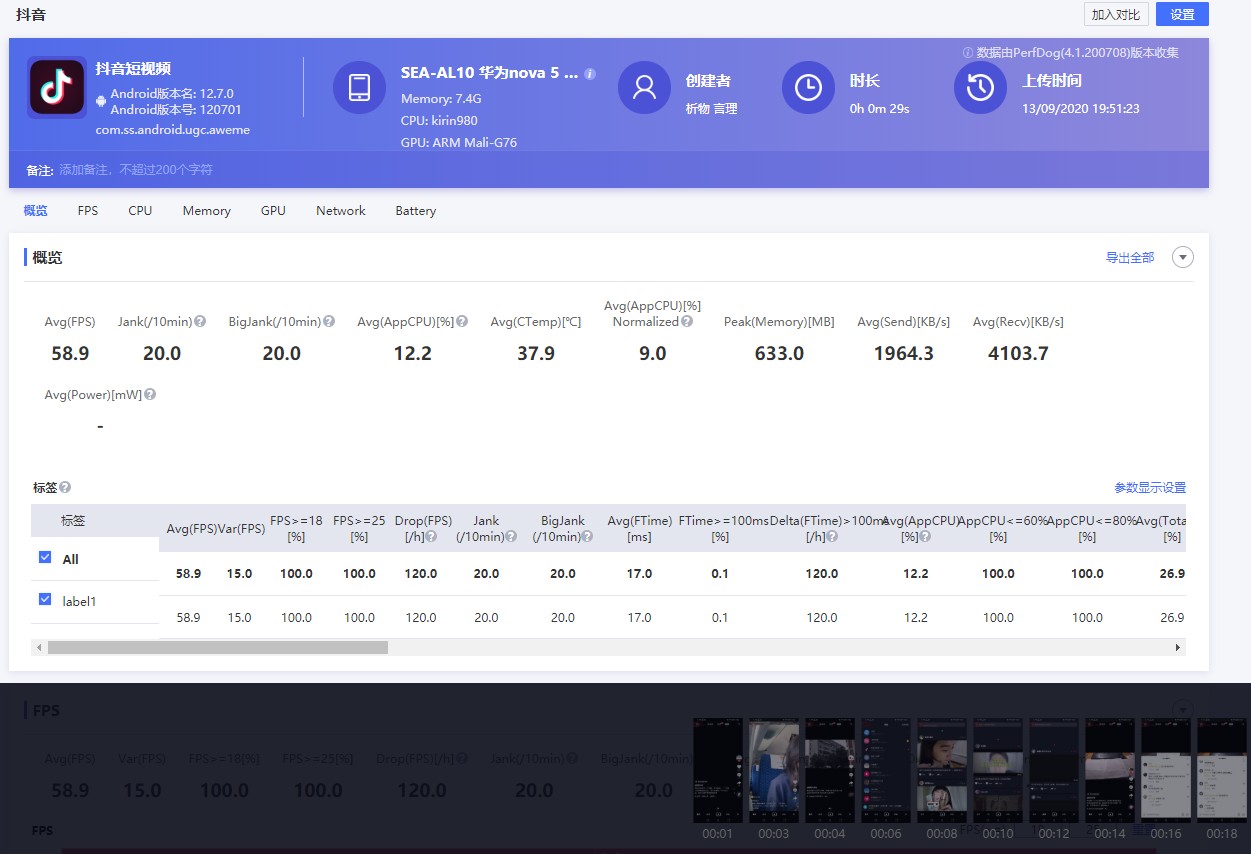 抖音
加入对比
设置
ⓘ 数据由PerfDog(4.1.200708)版本收集
抖音短视频
Android版本名: 12.7.0
Android版本号: 120701
com.ss.android.ugc.aweme
SEA-AL10 华为nova 5 ...
Memory: 7.4G
CPU: kirin980
GPU: ARM Mali-G76
创建者
析物 言理
时长
0h 0m 29s
上传时间
13/09/2020 19:51:23
备注: 添加备注，不超过200个字符
概览 FPS CPU Memory GPU Network Battery
概览
导出全部
Avg(FPS) Jank(/10min) BigJank(/10min) Avg(AppCPU)[%] Avg(CTemp)[℃] Avg(AppCPU)[%] Normalized Peak(Memory)[MB] Avg(Send)[KB/s] Avg(Recv)[KB/s]
58.9 20.0 20.0 12.2 37.9 9.0 633.0 1964.3 4103.7
Avg(Power)[mW]
-
标签
参数显示设置
标签 Avg(FPS) Var(FPS) FPS>=18 [%] FPS>=25 [%] Drop(FPS) [/h] Jank (/10min) BigJank (/10min) Avg(FTime) [ms] FTime>=100ms [%] Delta(FTime)>100ms [/h] Avg(AppCPU) [%] AppCPU<=60% [%] AppCPU<=80% [%] Avg(Tota [%]
All 58.9 15.0 100.0 100.0 120.0 20.0 20.0 17.0 0.1 120.0 12.2 100.0 100.0 26.9
label1 58.9 15.0 100.0 100.0 120.0 20.0 20.0 17.0 0.1 120.0 12.2 100.0 100.0 26.9
FPS
Avg(FPS) Var(FPS) FPS>=18[%] FPS>=25[%] Drop(FPS)[/h] Jank(/10min) BigJank(/10min)
58.9 15.0 100.0 100.0 120.0 20.0 20.0
FPS
00:01 00:03 00:04 00:06 00:08 00:10 00:12 00:14 00:16 00:18